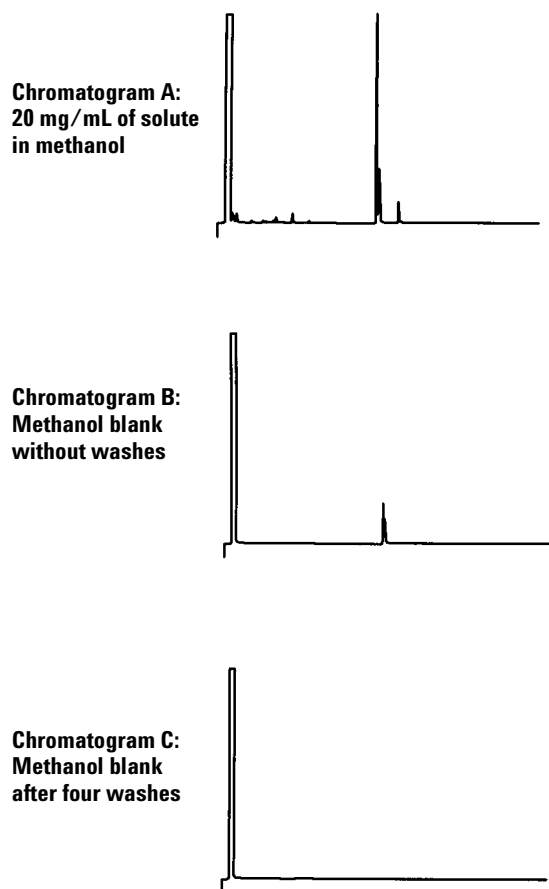 Chromatogram A:
20 mg/mL of solute
in methanol
Chromatogram B:
Methanol blank
without washes
Chromatogram C:
Methanol blank
after four washes